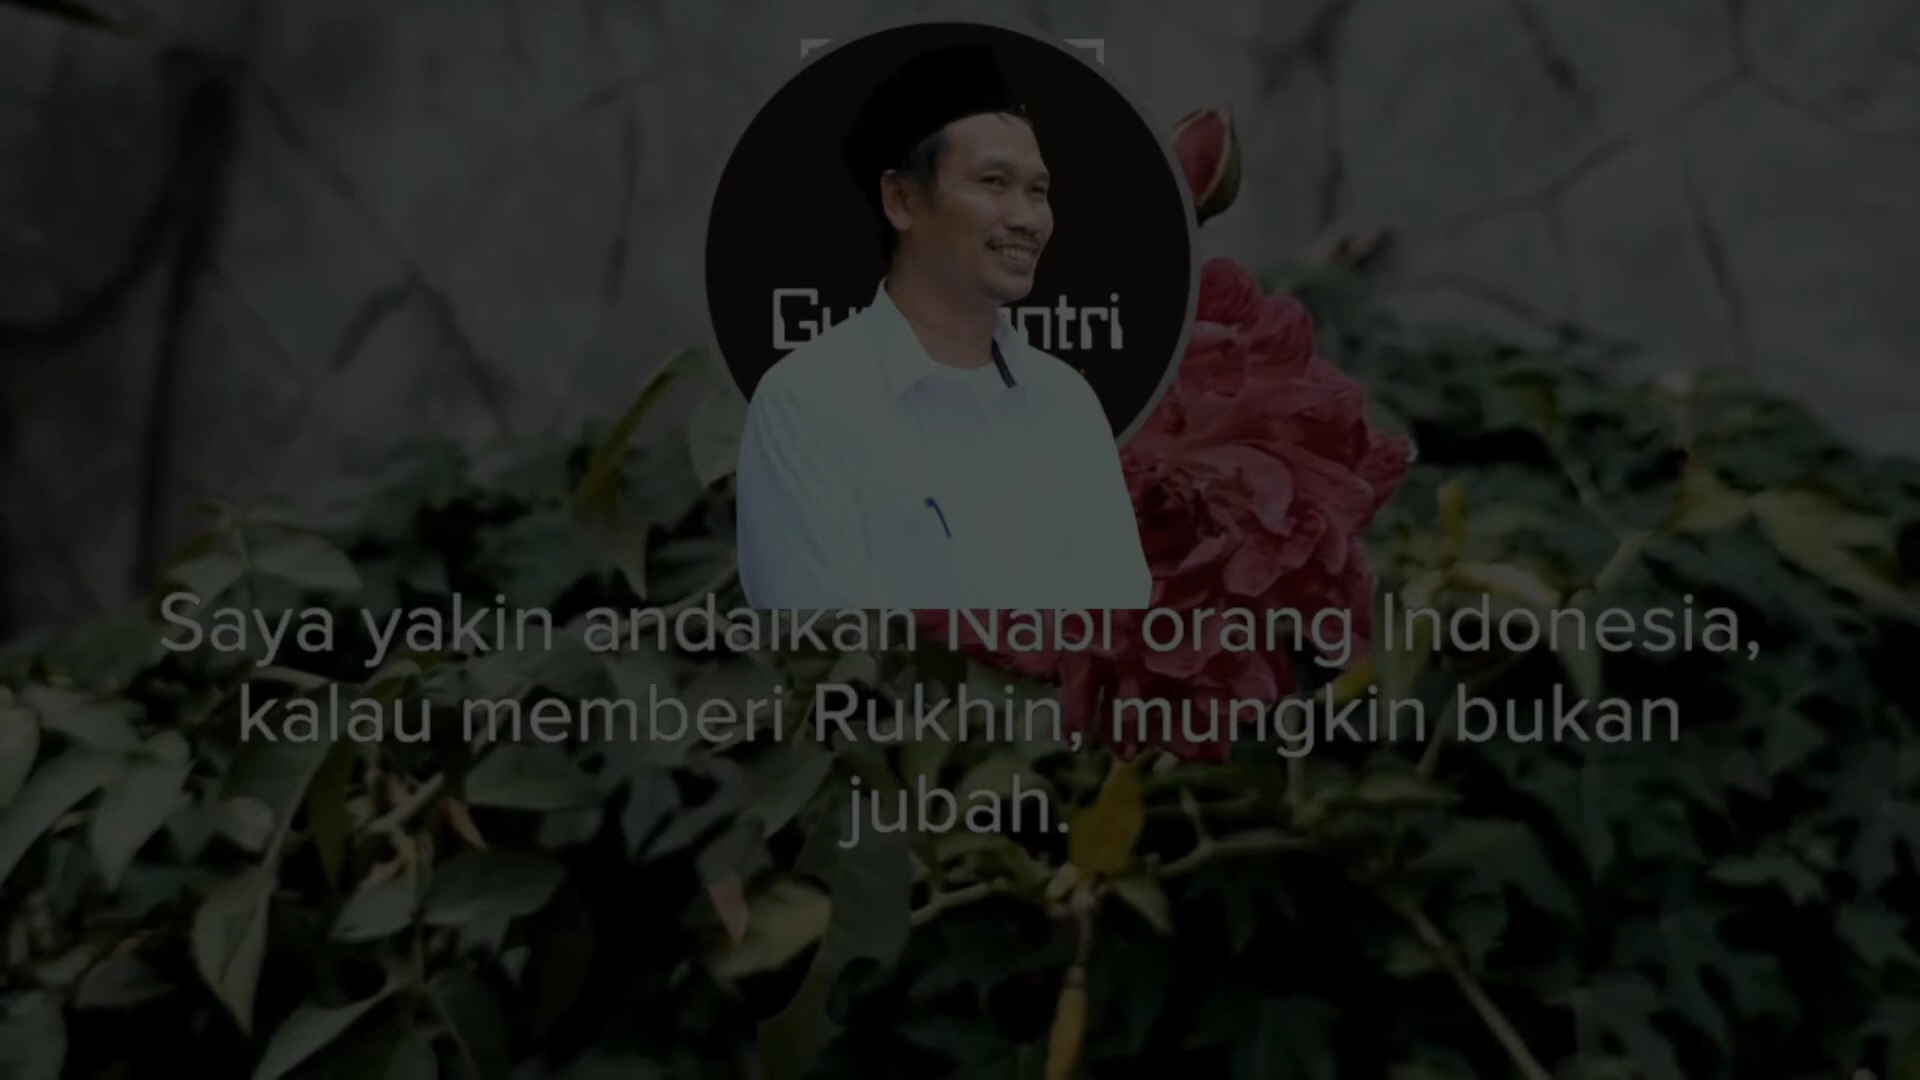 Saya yakin andaikan Nabi orang Indonesia,
kalau memberi Rukhin, mungkin bukan
jubah.